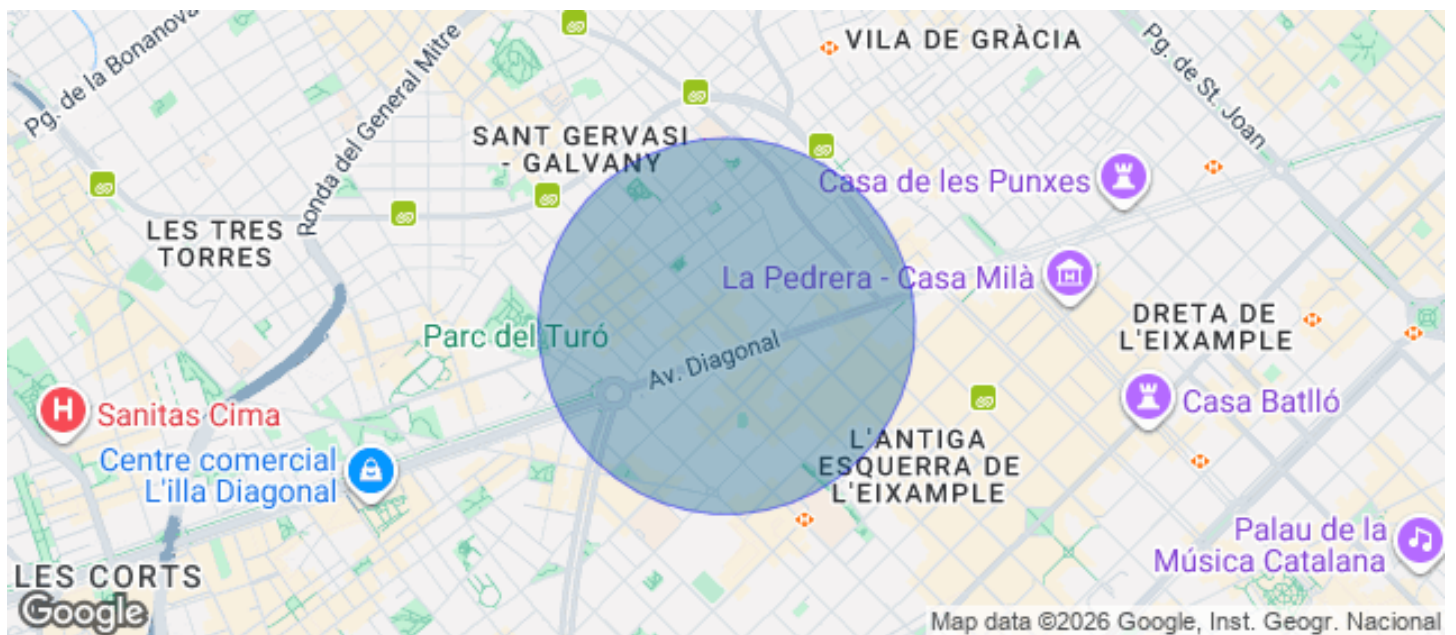 Pg. de la Bonanova
Ronda del General Mitre
VILA DE GRÀCIA
Pg. de St. Joan
SANT GERVASI
- GALVANY
Casa de les Punxes
LES TRES
TORRES
La Pedrera - Casa Milà
DRETA DE
L'EIXAMPLE
Parc del Turó
Av. Diagonal
H
Sanitas Cima
Casa Batlló
Centre comercial
L'illa Diagonal
L'ANTIGA
ESQUERRA DE
L'EIXAMPLE
Palau de la
Música Catalana
LES CORTS
Google
Map data ©2026 Google, Inst. Geogr. Nacional